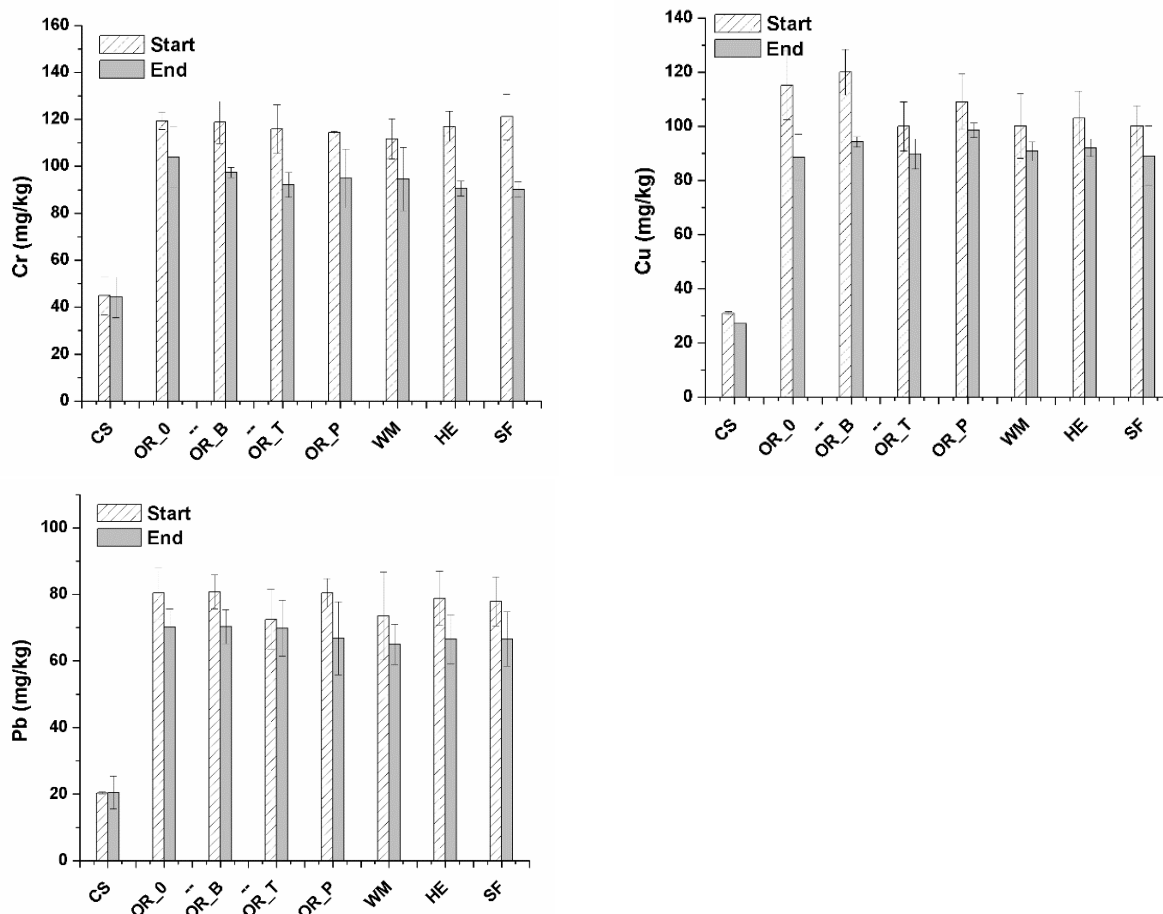 Cr (mg/kg)
160
140
120
100
80
60
40
20
0
Start
End
CS
OR_0
--
OR_B
--
OR_T
OR_P
WM
HE
SF
Cu (mg/kg)
140
120
100
80
60
40
20
0
Start
End
CS
OR_0
--
OR_B
--
OR_T
OR_P
WM
HE
SF
Pb (mg/kg)
100
80
60
40
20
0
Start
End
CS
OR_0
--
OR_B
--
OR_T
OR_P
WM
HE
SF